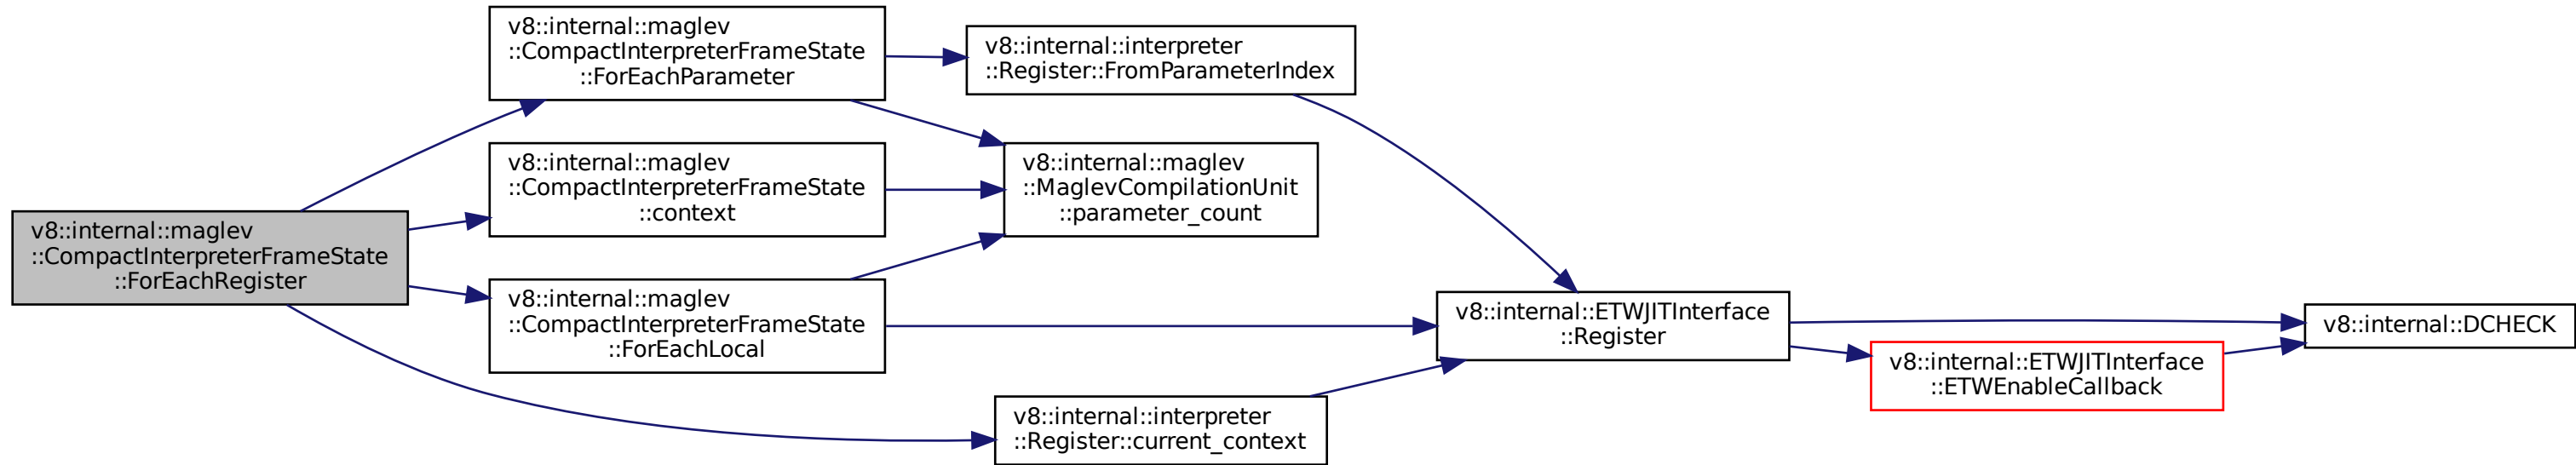 v8::internal::maglev
::CompactInterpreterFrameState
::ForEachRegister
v8::internal::maglev
::CompactInterpreterFrameState
::ForEachParameter
v8::internal::maglev
::CompactInterpreterFrameState
::context
v8::internal::maglev
::CompactInterpreterFrameState
::ForEachLocal
v8::internal::interpreter
::Register::FromParameterIndex
v8::internal::maglev
::MaglevCompilationUnit
::parameter_count
v8::internal::interpreter
::Register::current_context
v8::internal::ETWJITInterface
::Register
v8::internal::ETWJITInterface
::ETWEnableCallback
v8::internal::DCHECK